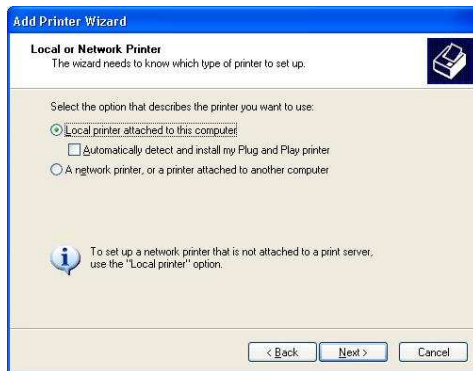 Add Printer Wizard
Local or Network Printer
The wizard needs to know which type of printer to set up.
Select the option that describes the printer you want to use:
Local printer attached to this computer
Automatically detect and install my Plug and Play printer
A network printer, or a printer attached to another computer
To set up a network printer that is not attached to a print server,
use the "Local printer" option.
< Back Next > Cancel